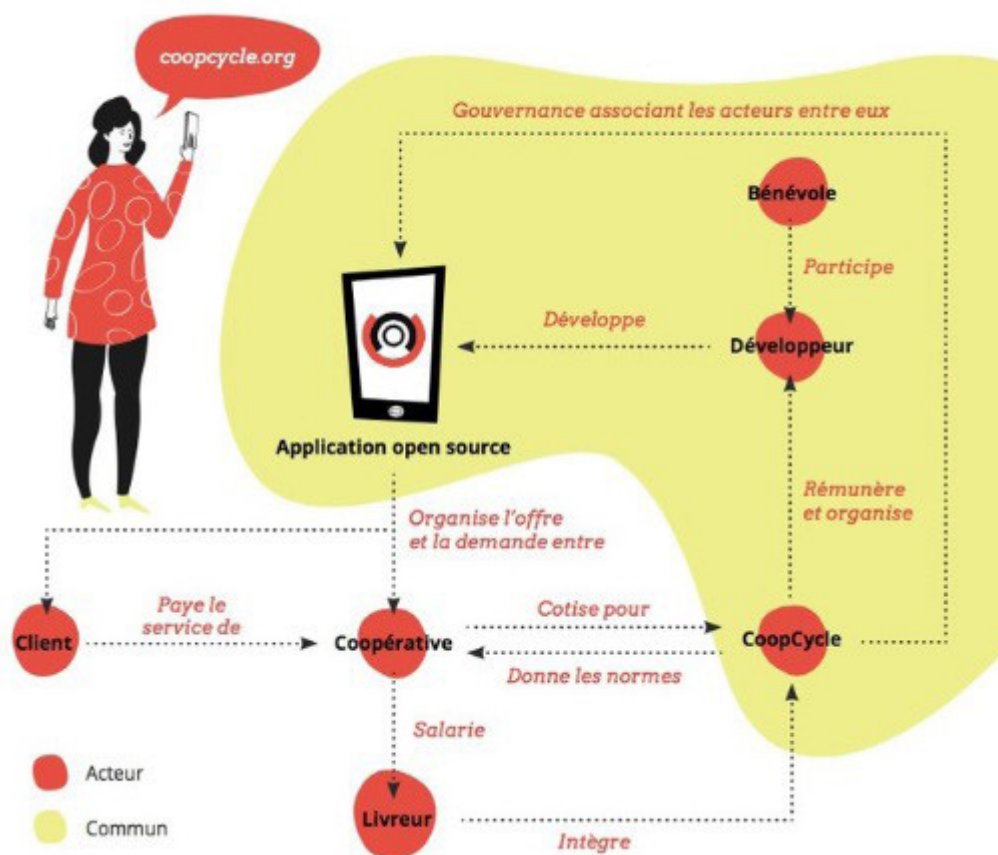 coopcycle.org
Gouvernance associant les acteurs entre eux
Bénévole
Participe
Développe
Développeur
Application open source
Rémunère
et organise
Organise l'offre
et la demande entre
Paye le
service de
Cotise pour
Client
Coopérative
CoopCycle
Donne les normes
Salarie
Acteur
Livreur
Intègre
Commun